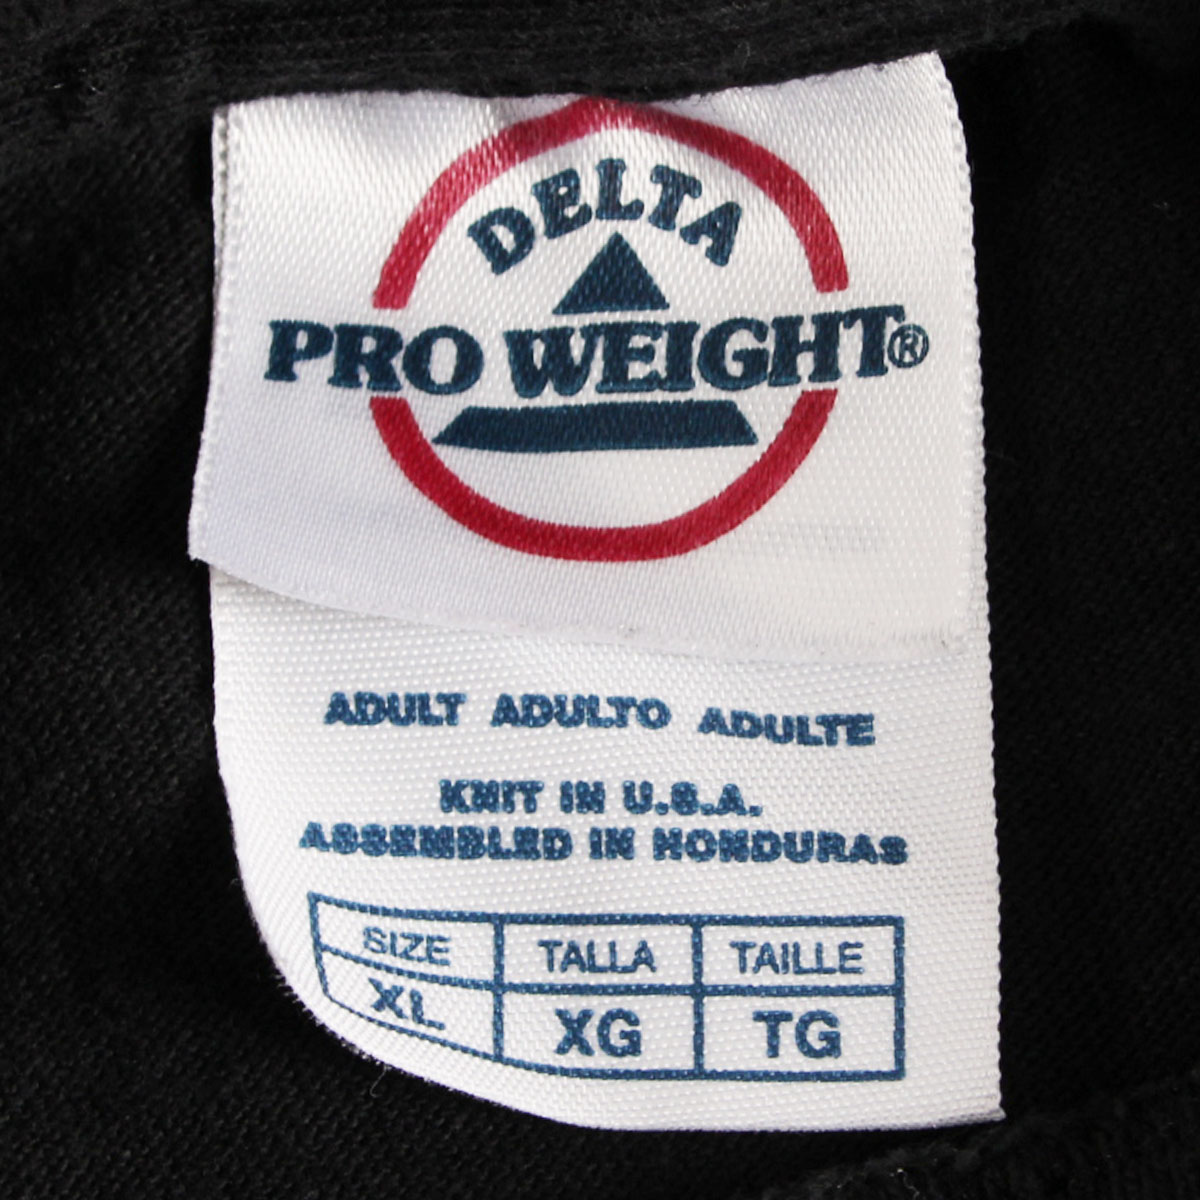 DELTA
PRO WEIGHT®
ADULT ADULTO ADULTE
KNIT IN U.S.A.
ASSEMBLED IN HONDURAS
SIZE TALLA TAILLE
XL XG TG